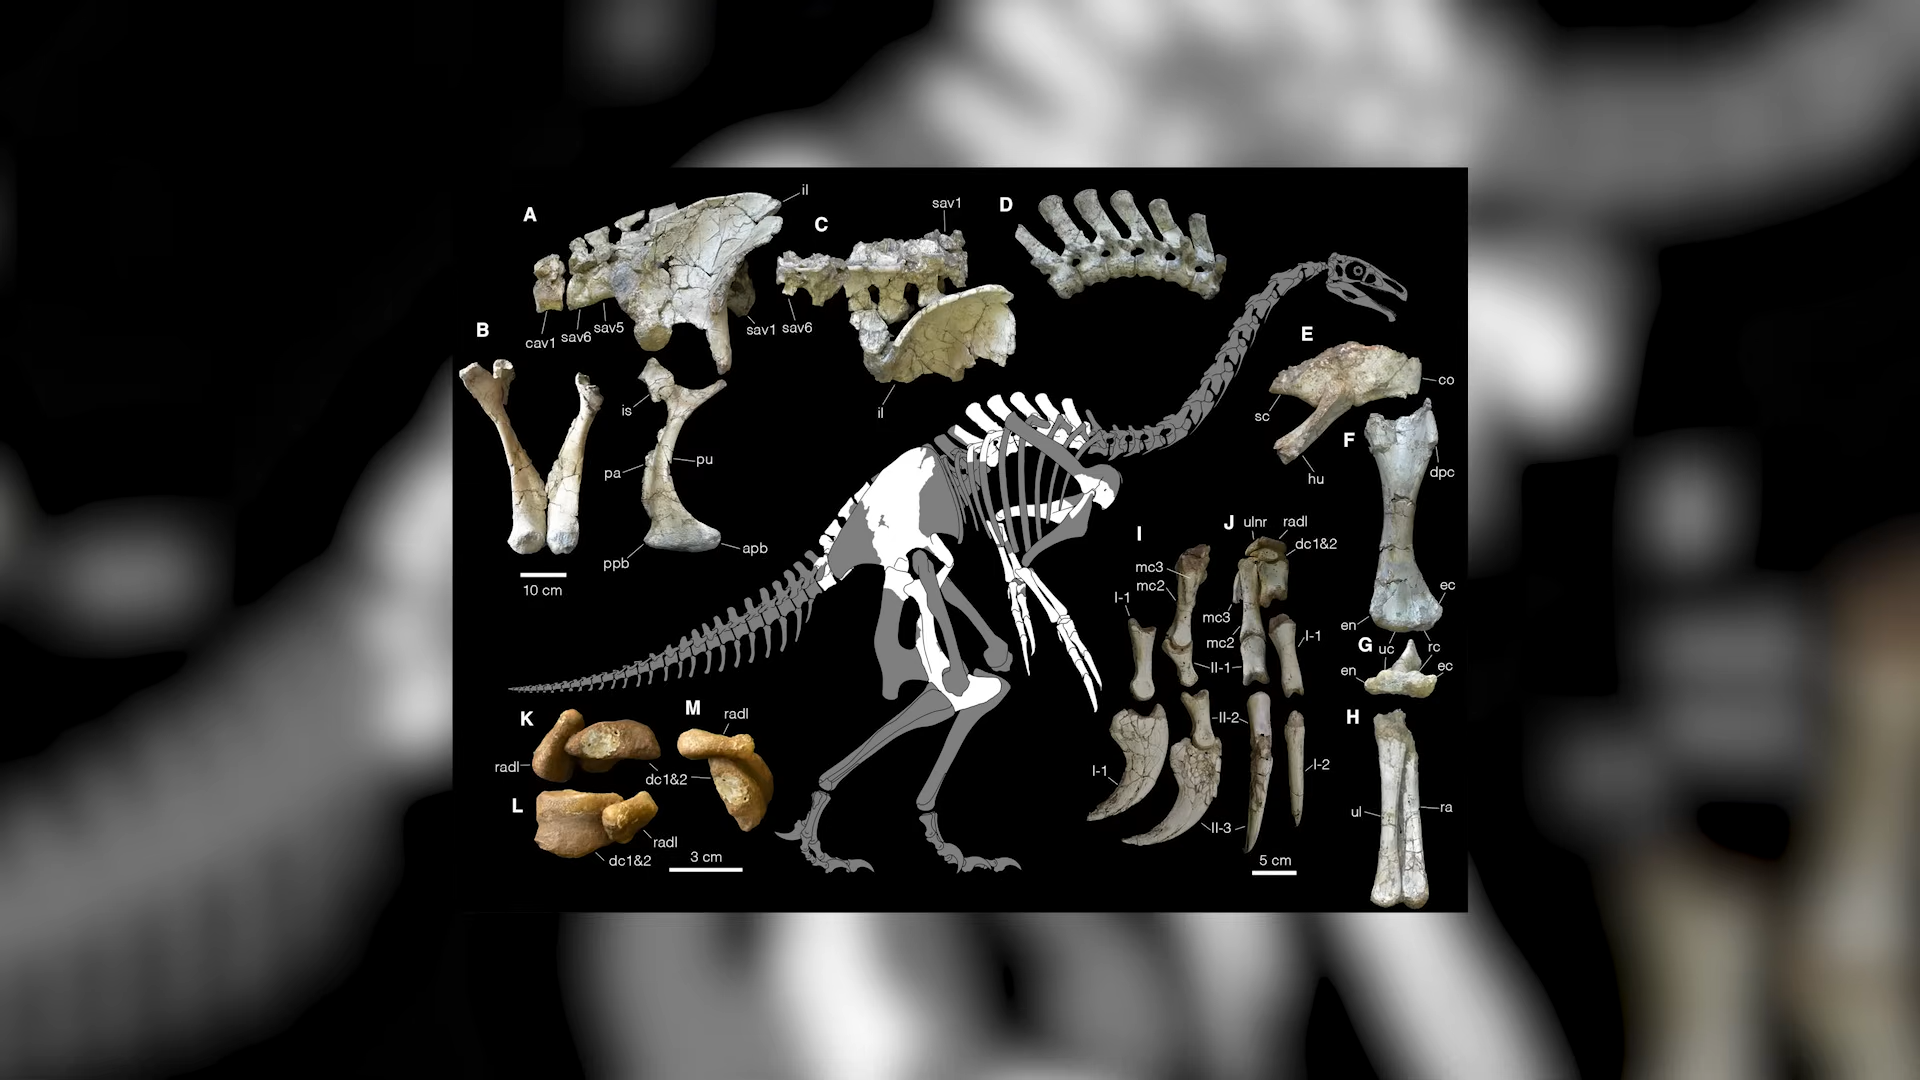 A
il
cav1
sav6
sav5
sav1
B
10 cm
is
pa
pu
ppb
apb
C
sav1
sav6
il
D
E
co
sc
hu
F
dpc
en
ec
G
uc
rc
en
ec
H
ul
ra
I
mc3
mc2
I-1
II-1
I-1
II-2
II-3
J
ulnr
radl
dc1&2
mc3
mc2
I-1
I-2
5 cm
K
radl
dc1&2
L
radl
dc1&2
M
radl
3 cm